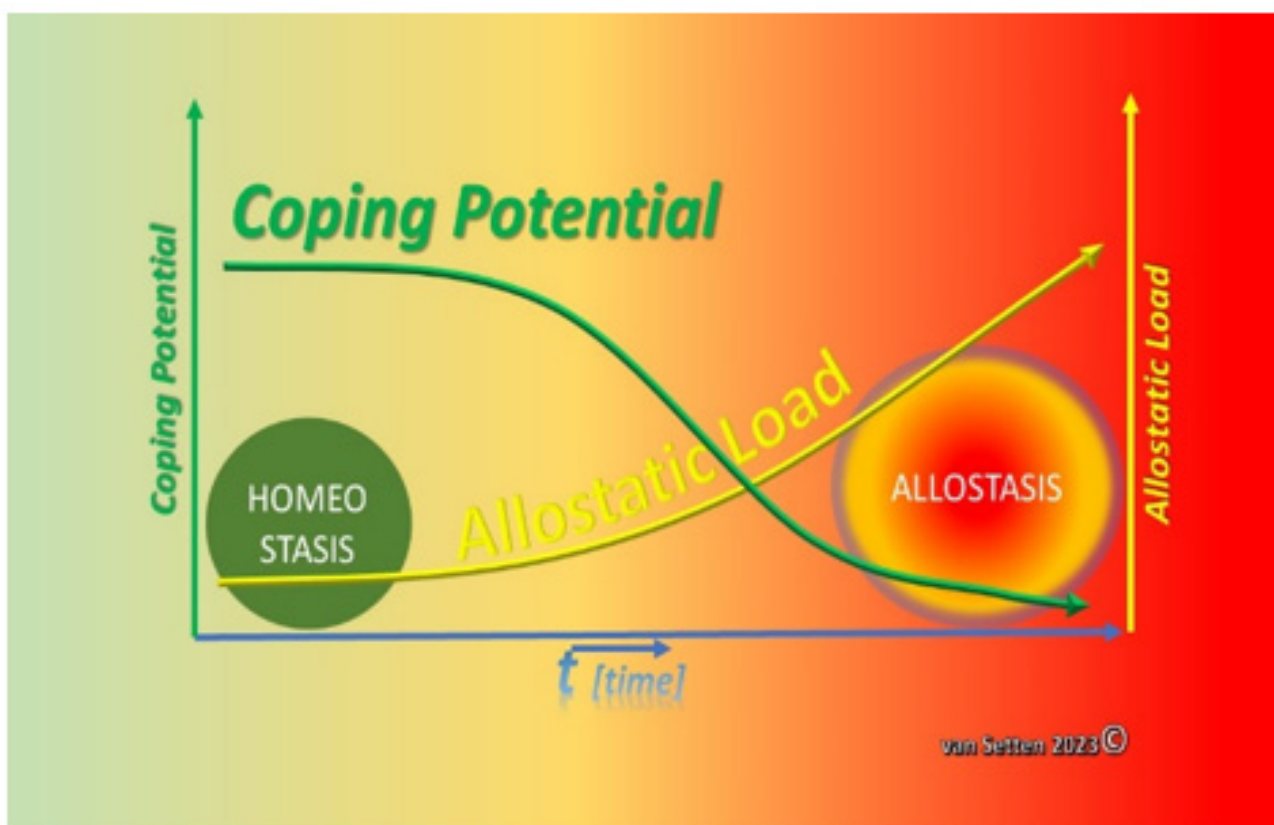 Coping Potential
Coping Potential
Allostatic Load
Allostatic Load
HOMEO
STASIS
ALLOSTASIS
t [time]
van Setten 2023©